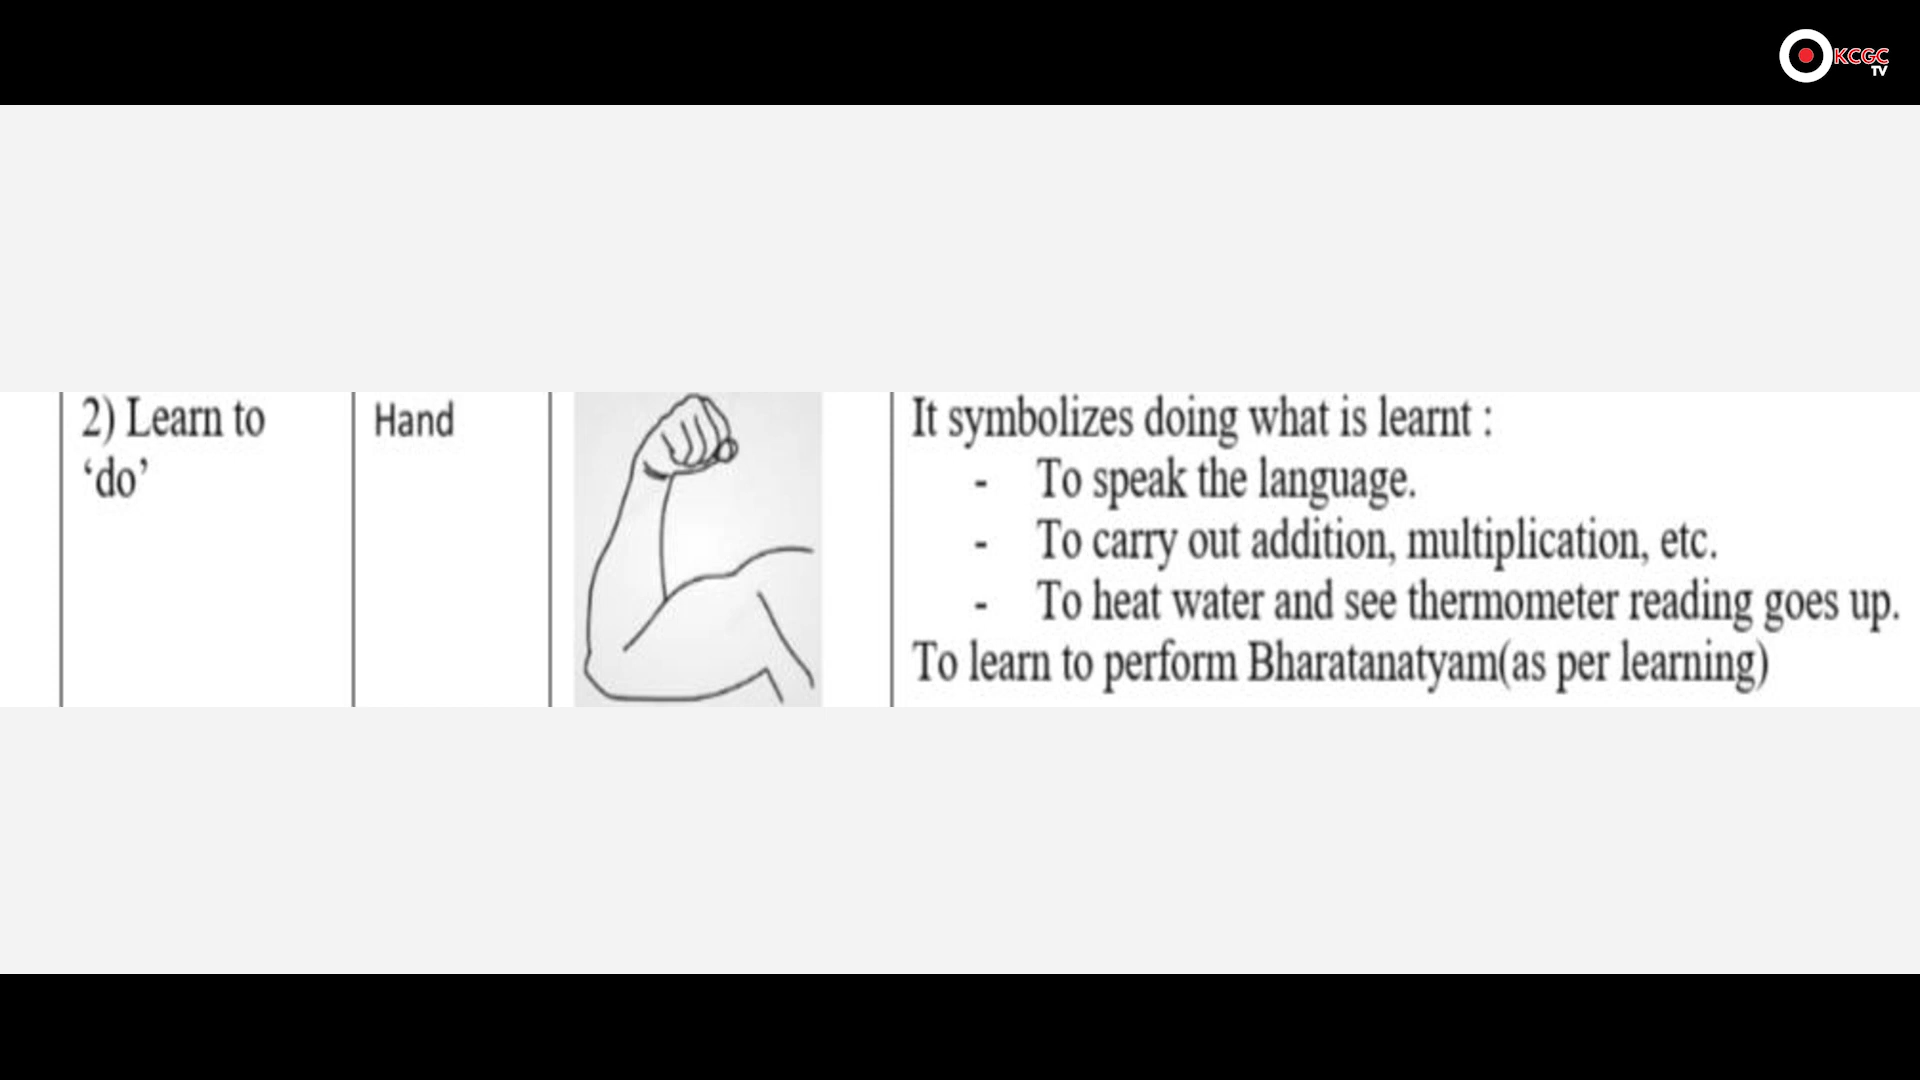 KCGC
TV
2) Learn to
‘do’
Hand
It symbolizes doing what is learnt :
- To speak the language.
- To carry out addition, multiplication, etc.
- To heat water and see thermometer reading goes up.
To learn to perform Bharatanatyam(as per learning)